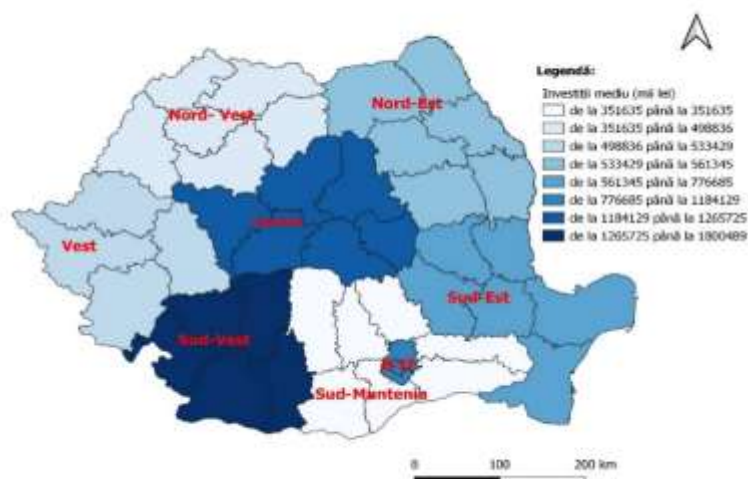 Legendă:
Investiții mediu (mii lei)
de la 351635 până la 351635
de la 351635 până la 498836
de la 498836 până la 533429
de la 533429 până la 561345
de la 561345 până la 776685
de la 776685 până la 1184129
de la 1184129 până la 1265725
de la 1265725 până la 1800489
Nord- Vest
Nord-Est
Vest
Sud-Est
Sud-Vest
Sud-Muntenia
0 100 200 km